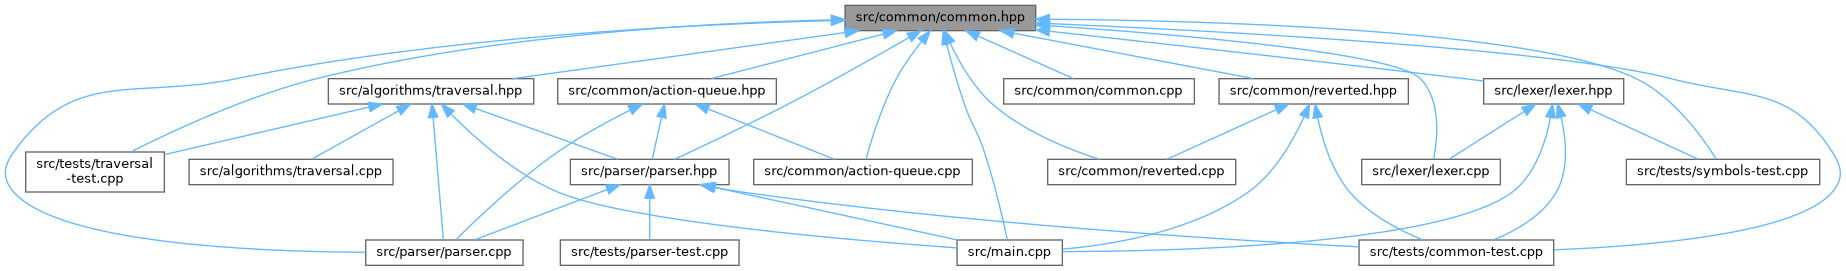 src/common/common.hpp
src/algorithms/traversal.hpp
src/common/action-queue.hpp
src/common/common.cpp
src/common/reverted.hpp
src/lexer/lexer.hpp
src/tests/traversal
-test.cpp
src/algorithms/traversal.cpp
src/parser/parser.hpp
src/common/action-queue.cpp
src/common/reverted.cpp
src/lexer/lexer.cpp
src/tests/symbols-test.cpp
src/parser/parser.cpp
src/tests/parser-test.cpp
src/main.cpp
src/tests/common-test.cpp